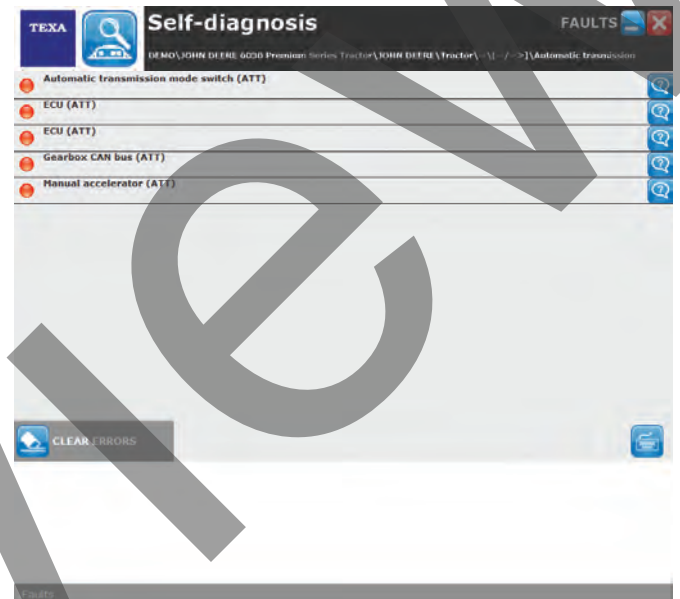 TEXA
Self-diagnosis
FAULTS
DEMO\JOHN DEERE 6030 Premium Series Tractor\JOHN DEERE\Tractor\--\[--/-->]\Automatic transmission
Automatic transmission mode switch (ATT)
ECU (ATT)
ECU (ATT)
Gearbox CAN bus (ATT)
Manual accelerator (ATT)
CLEAR ERRORS
Faults